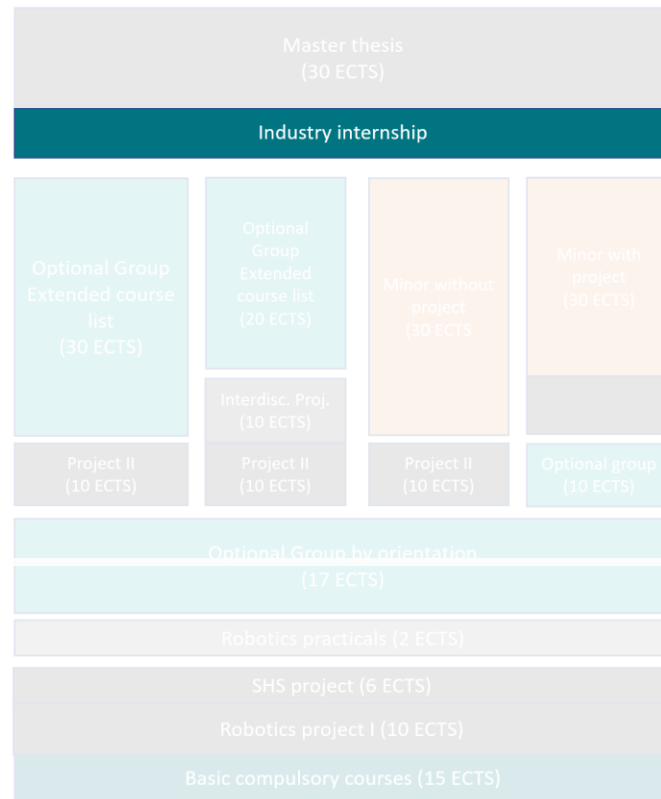 Master thesis
(30 ECTS)
Industry internship
Optional Group
Extended course
list
(30 ECTS)
Optional
Group
Extended
course list
(20 ECTS)
Interdisc. Proj.
(10 ECTS)
Minor without
project
(30 ECTS
Minor with
project
(30 ECTS)
Project II
(10 ECTS)
Project II
(10 ECTS)
Project II
(10 ECTS)
Optional group
(10 ECTS)
Optional Group by orientation
(17 ECTS)
Robotics practicals (2 ECTS)
SHS project (6 ECTS)
Robotics project I (10 ECTS)
Basic compulsory courses (15 ECTS)